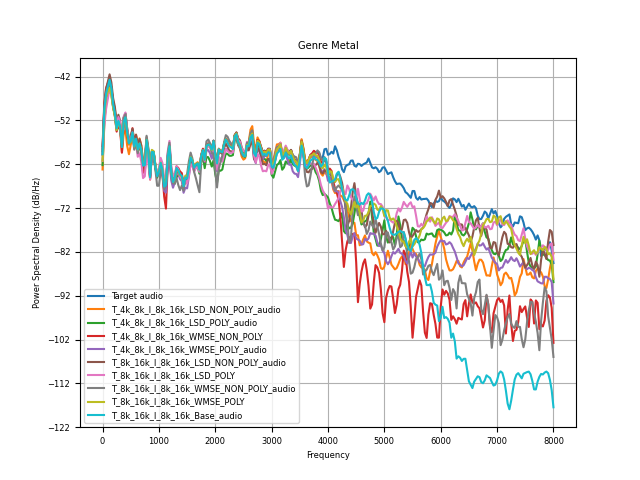 Genre Metal
Power Spectral Density (dB/Hz)
−42
−52
−62
−72
−82
−92
−102
−112
−122
Target audio
T_4k_8k_I_8k_16k_LSD_NON_POLY_audio
T_4k_8k_I_8k_16k_LSD_POLY_audio
T_4k_8k_I_8k_16k_WMSE_NON_POLY
T_4k_8k_I_8k_16k_WMSE_POLY_audio
T_8k_16k_I_8k_16k_LSD_NON_POLY_audio
T_8k_16k_I_8k_16k_LSD_POLY
T_8k_16k_I_8k_16k_WMSE_NON_POLY_audio
T_8k_16k_I_8k_16k_WMSE_POLY
T_8k_16k_I_8k_16k_Base_audio
0 1000 2000 3000 4000 5000 6000 7000 8000
Frequency